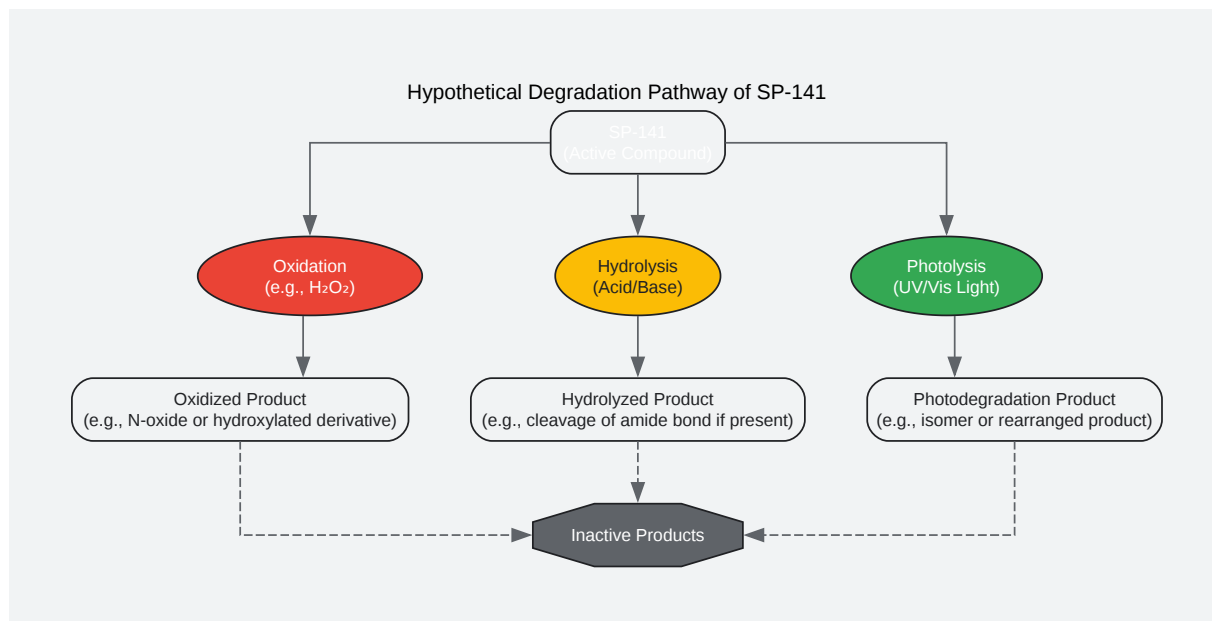 Hypothetical Degradation Pathway of SP-141
SP-141
(Active Compound)
Oxidation
(e.g., H₂O₂)
Hydrolysis
(Acid/Base)
Photolysis
(UV/Vis Light)
Oxidized Product
(e.g., N-oxide or hydroxylated derivative)
Hydrolyzed Product
(e.g., cleavage of amide bond if present)
Photodegradation Product
(e.g., isomer or rearranged product)
Inactive Products